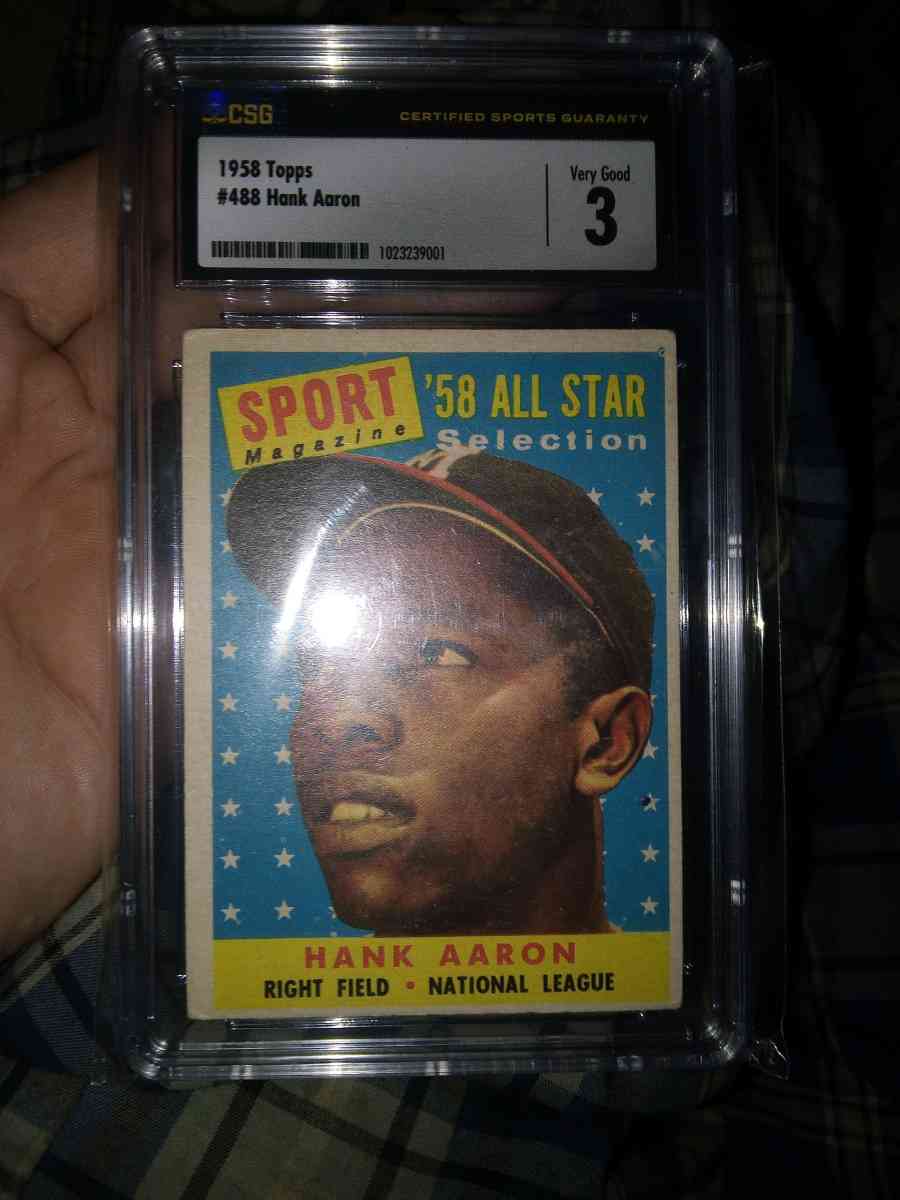 CSG CERTIFIED SPORTS GUARANTY
1958 Topps
#488 Hank Aaron
Very Good
3
1023239001
SPORT
Magazine
'58 ALL STAR
Selection
HANK AARON
RIGHT FIELD • NATIONAL LEAGUE